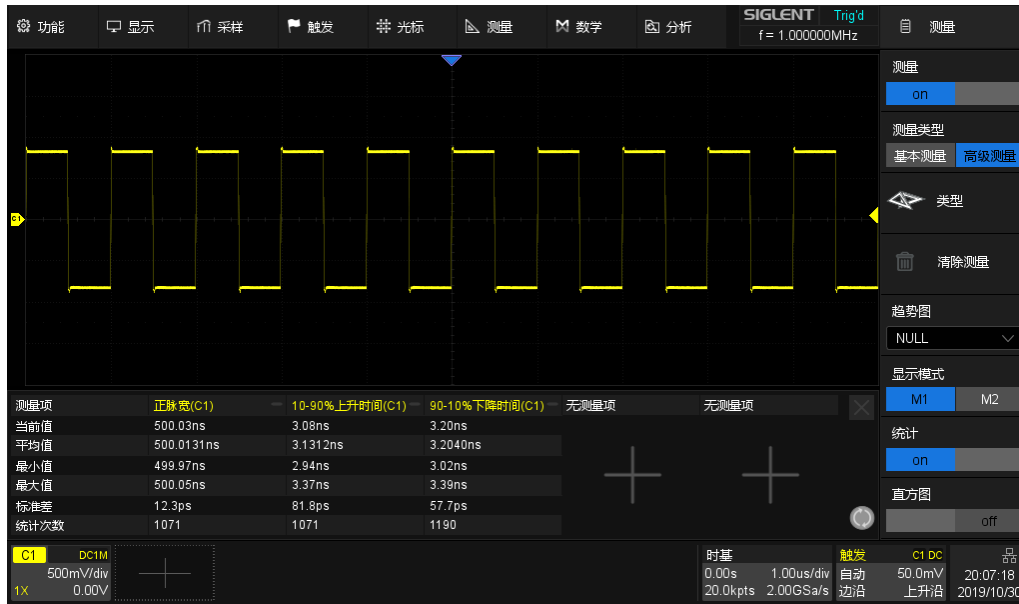 功能 显示 采样 触发 光标 测量 数学 分析 SIGLENT Trig'd 测量
f = 1.000000MHz
测量
on
测量类型
基本测量 高级测量
类型
C1
清除测量
趋势图
NULL
显示模式
M1 M2
统计
on
直方图
off
测量项 正脉宽(C1) 10-90%上升时间(C1) 90-10%下降时间(C1) 无测量项 无测量项
当前值 500.03ns 3.08ns 3.20ns
平均值 500.0131ns 3.1312ns 3.2040ns
最小值 499.97ns 2.94ns 3.02ns
最大值 500.05ns 3.37ns 3.39ns
标准差 12.3ps 81.8ps 57.7ps
统计次数 1071 1071 1190
C1 DC1M 时基 触发 C1 DC
500mV/div 0.00s 1.00us/div 自动 50.0mV 20:07:18
1X 0.00V 20.0kpts 2.00GSa/s 边沿 上升沿 2019/10/30